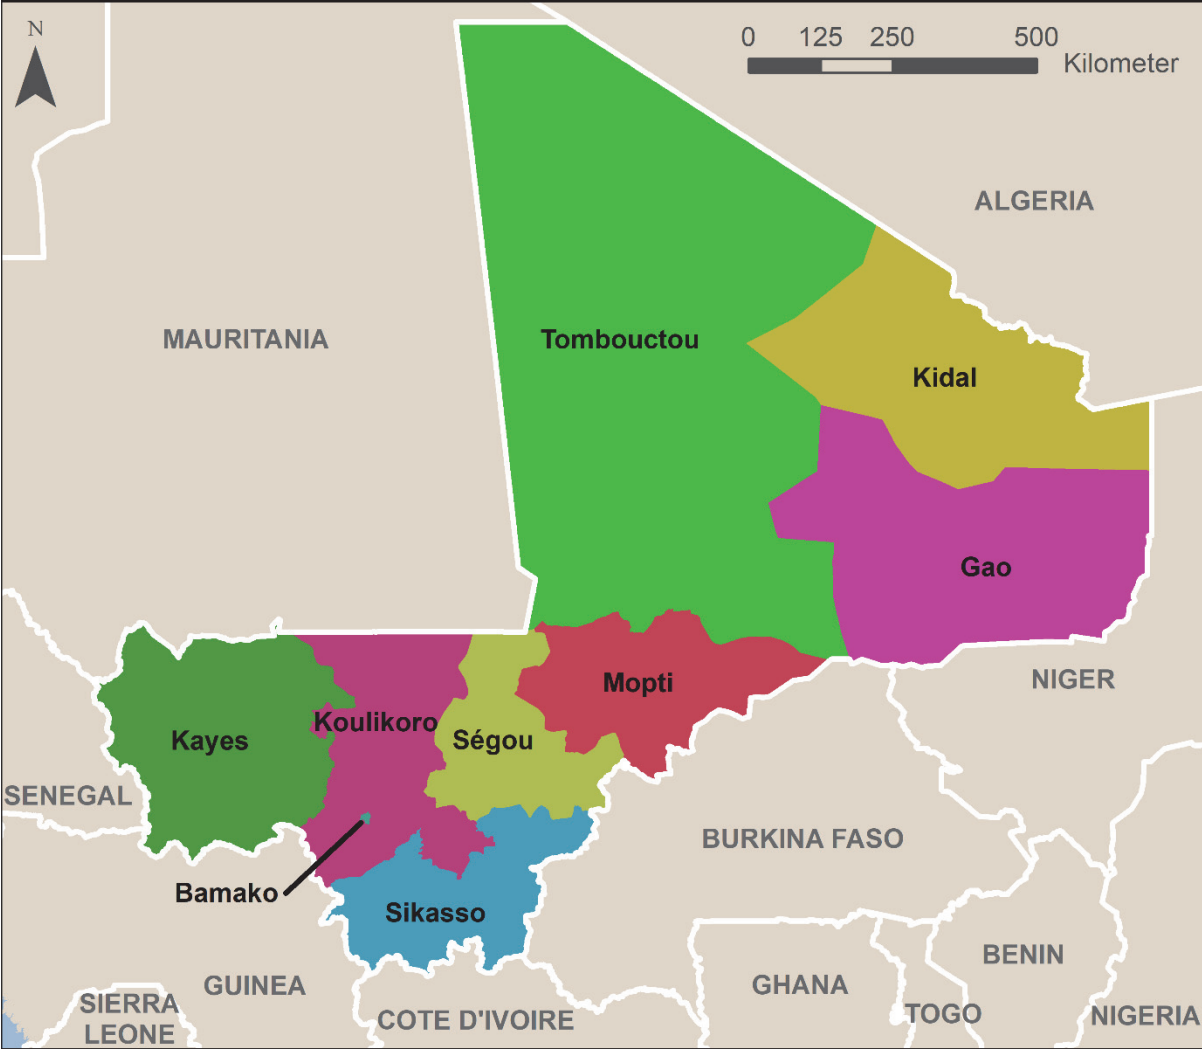 N
0 125 250 500
Kilometer
ALGERIA
MAURITANIA
Tombouctou
Kidal
Gao
Mopti
NIGER
Koulikoro
Kayes
Ségou
SENEGAL
BURKINA FASO
Bamako
Sikasso
BENIN
GUINEA
GHANA
SIERRA
LEONE
COTE D'IVOIRE
TOGO
NIGERIA